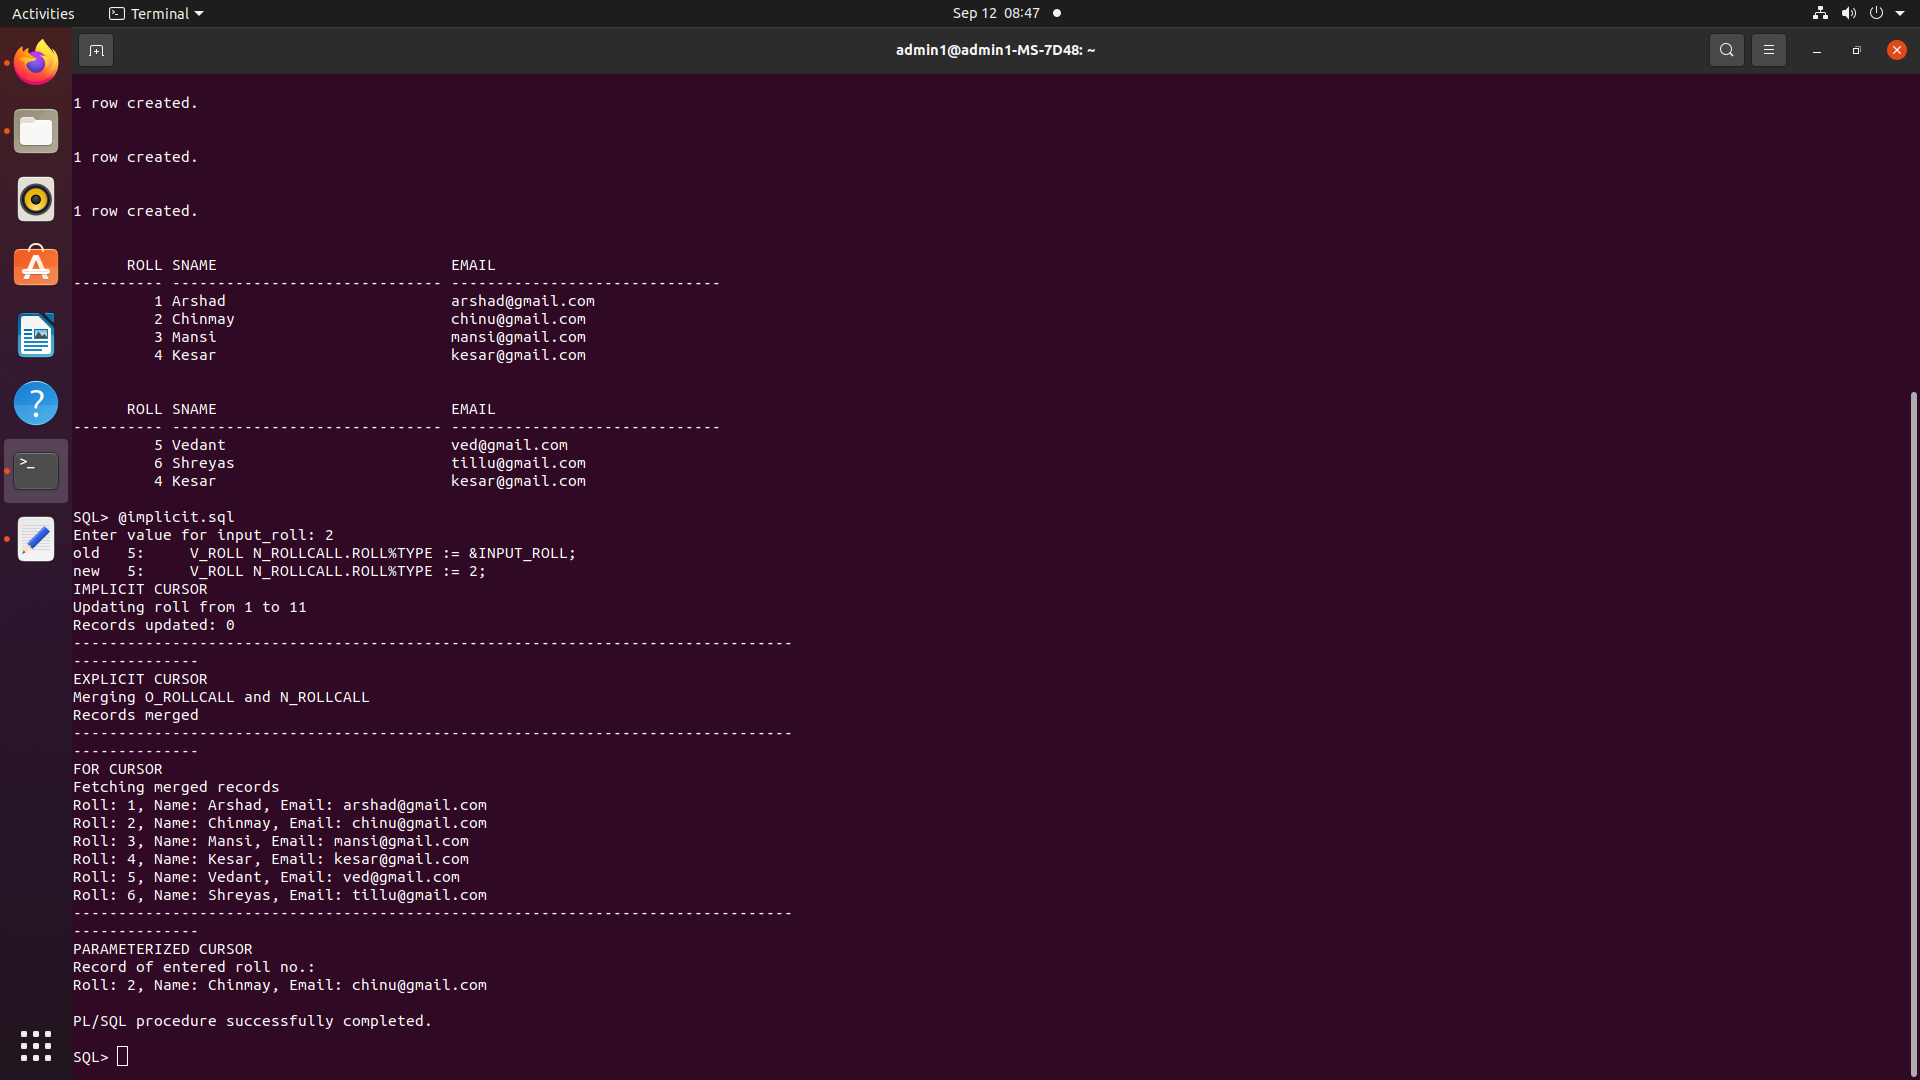 Activities
Terminal
Sep 12 08:47
admin1@admin1-MS-7D48: ~
1 row created.
1 row created.
1 row created.
      ROLL SNAME                          EMAIL
---------- ------------------------------ ------------------------------
         1 Arshad                         arshad@gmail.com
         2 Chinmay                        chinu@gmail.com
         3 Mansi                          mansi@gmail.com
         4 Kesar                          kesar@gmail.com
      ROLL SNAME                          EMAIL
---------- ------------------------------ ------------------------------
         5 Vedant                         ved@gmail.com
         6 Shreyas                        tillu@gmail.com
         4 Kesar                          kesar@gmail.com
SQL> @implicit.sql
Enter value for input_roll: 2
old   5:     V_ROLL N_ROLLCALL.ROLL%TYPE := &INPUT_ROLL;
new   5:     V_ROLL N_ROLLCALL.ROLL%TYPE := 2;
IMPLICIT CURSOR
Updating roll from 1 to 11
Records updated: 0
--------------------------------------------------------------------------------
--------------
EXPLICIT CURSOR
Merging O_ROLLCALL and N_ROLLCALL
Records merged
--------------------------------------------------------------------------------
--------------
FOR CURSOR
Fetching merged records
Roll: 1, Name: Arshad, Email: arshad@gmail.com
Roll: 2, Name: Chinmay, Email: chinu@gmail.com
Roll: 3, Name: Mansi, Email: mansi@gmail.com
Roll: 4, Name: Kesar, Email: kesar@gmail.com
Roll: 5, Name: Vedant, Email: ved@gmail.com
Roll: 6, Name: Shreyas, Email: tillu@gmail.com
--------------------------------------------------------------------------------
--------------
PARAMETERIZED CURSOR
Record of entered roll no.:
Roll: 2, Name: Chinmay, Email: chinu@gmail.com
PL/SQL procedure successfully completed.
SQL>